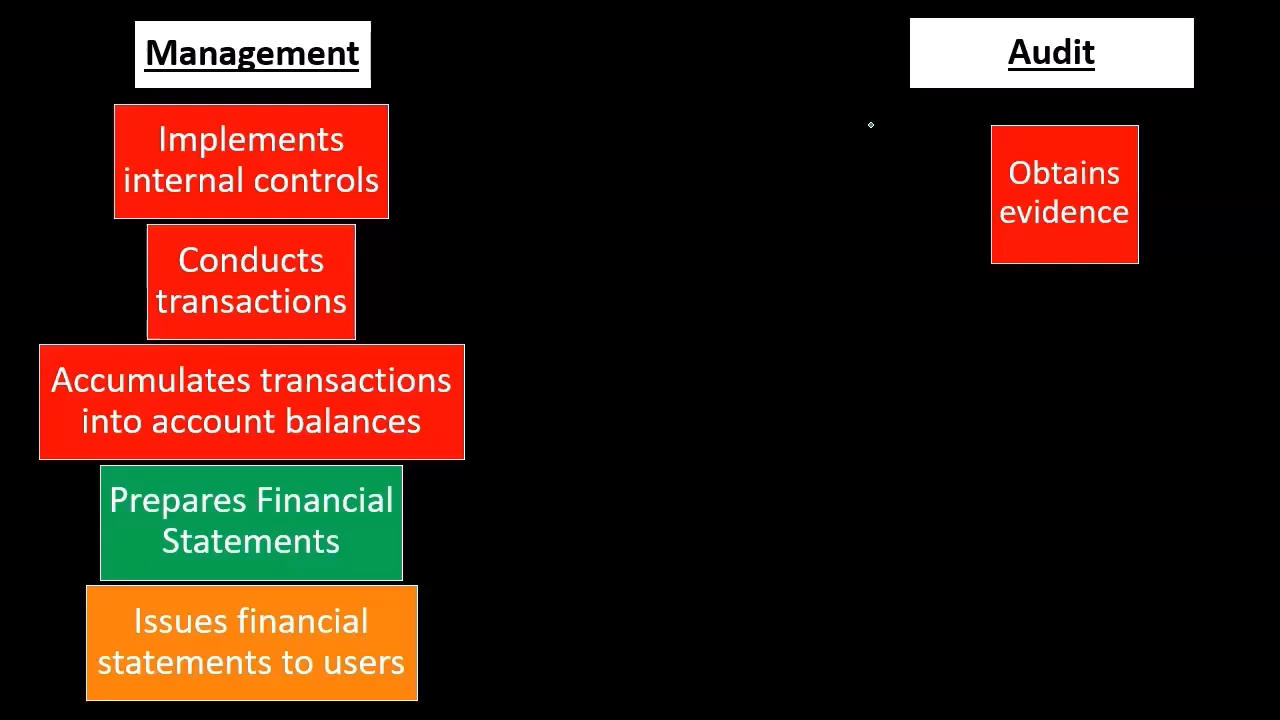 Management
Implements
internal controls
Conducts
transactions
Accumulates transactions
into account balances
Prepares Financial
Statements
Issues financial
statements to users
Audit
Obtains
evidence